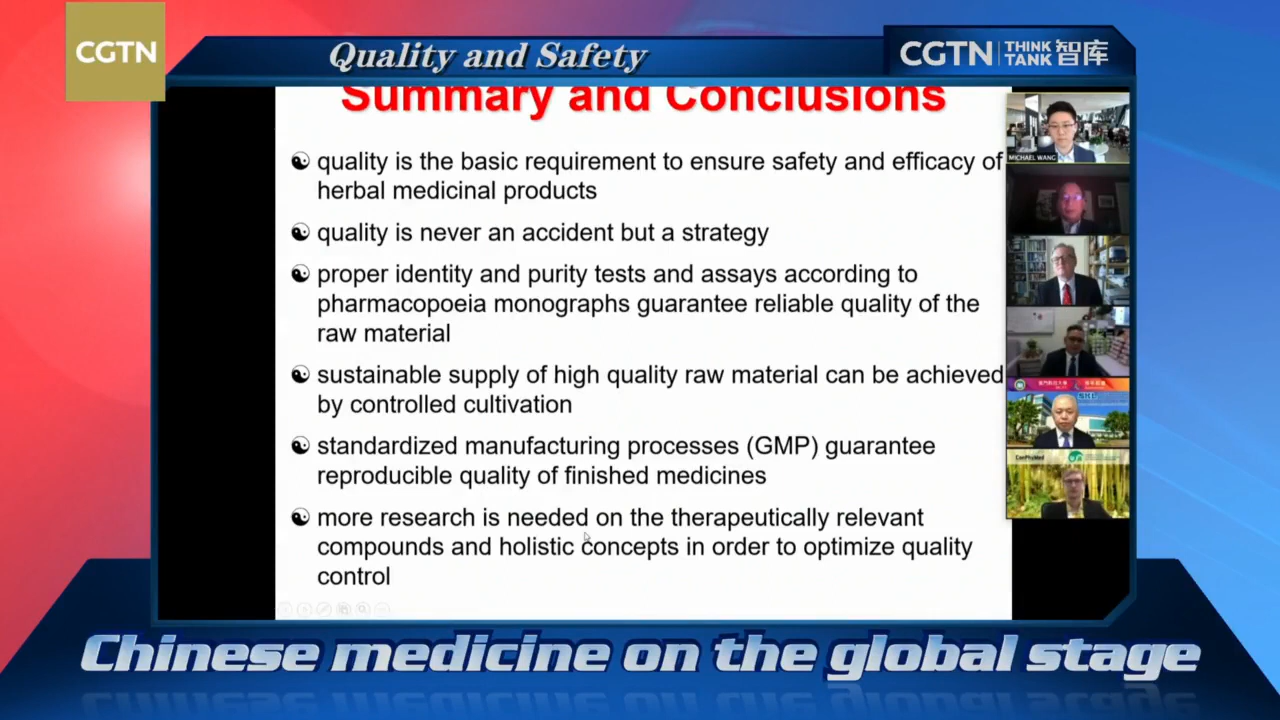 CGTN
Quality and Safety
CGTN THINK TANK 智库
Summary and Conclusions
quality is the basic requirement to ensure safety and efficacy of
herbal medicinal products
quality is never an accident but a strategy
proper identity and purity tests and assays according to
pharmacopoeia monographs guarantee reliable quality of the
raw material
sustainable supply of high quality raw material can be achieved
by controlled cultivation
standardized manufacturing processes (GMP) guarantee
reproducible quality of finished medicines
more research is needed on the therapeutically relevant
compounds and holistic concepts in order to optimize quality
control
MICHAEL WANG
Chinese medicine on the global stage